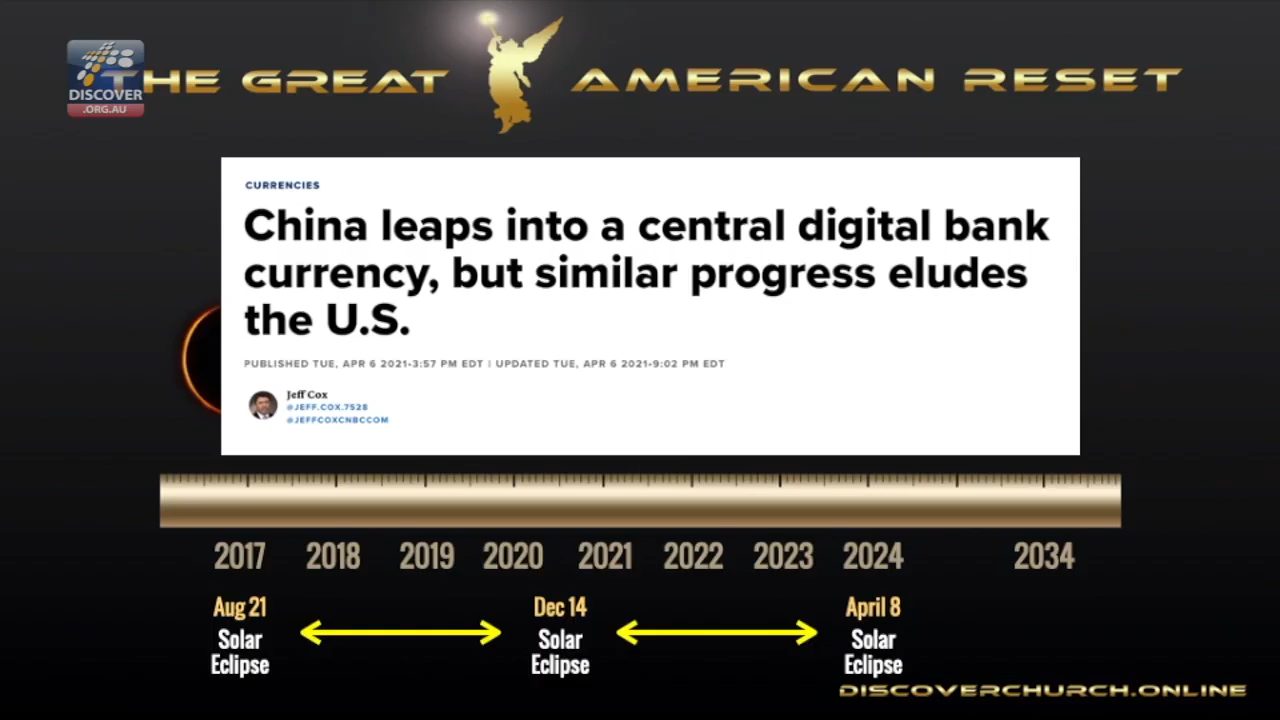 THE GREAT AMERICAN RESET
DISCOVER
.ORG.AU
CURRENCIES
China leaps into a central digital bank
currency, but similar progress eludes
the U.S.
PUBLISHED TUE, APR 6 2021•3:57 PM EDT | UPDATED TUE, APR 6 2021•9:02 PM EDT
Jeff Cox
@JEFF.COX.7528
@JEFFCOXCNBCCOM
2017 2018 2019 2020 2021 2022 2023 2024 2034
Aug 21 Dec 14 April 8
Solar Solar Solar
Eclipse Eclipse Eclipse
DISCOVERCHURCH.ONLINE